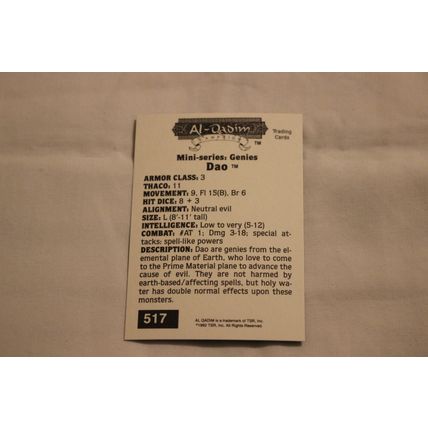 AL-QADIM
Trading
Cards
TM
Mini-series: Genies
Dao TM
ARMOR CLASS: 3
THACO: 11
MOVEMENT: 9, Fl 15(B), Br 6
HIT DICE: 8 + 3
ALIGNMENT: Neutral evil
SIZE: L (8'-11' tall)
INTELLIGENCE: Low to very (5-12)
COMBAT: #AT 1; Dmg 3-18; special at-
tacks: spell-like powers
DESCRIPTION: Dao are genies from the el-
emental plane of Earth, who love to come
to the Prime Material plane to advance the
cause of evil. They are not harmed by
earth-based/affecting spells, but holy wa-
ter has double normal effects upon these
monsters.
517
AL QADIM is a trademark of TSR, Inc.
©1992 TSR, Inc. All Rights Reserved.